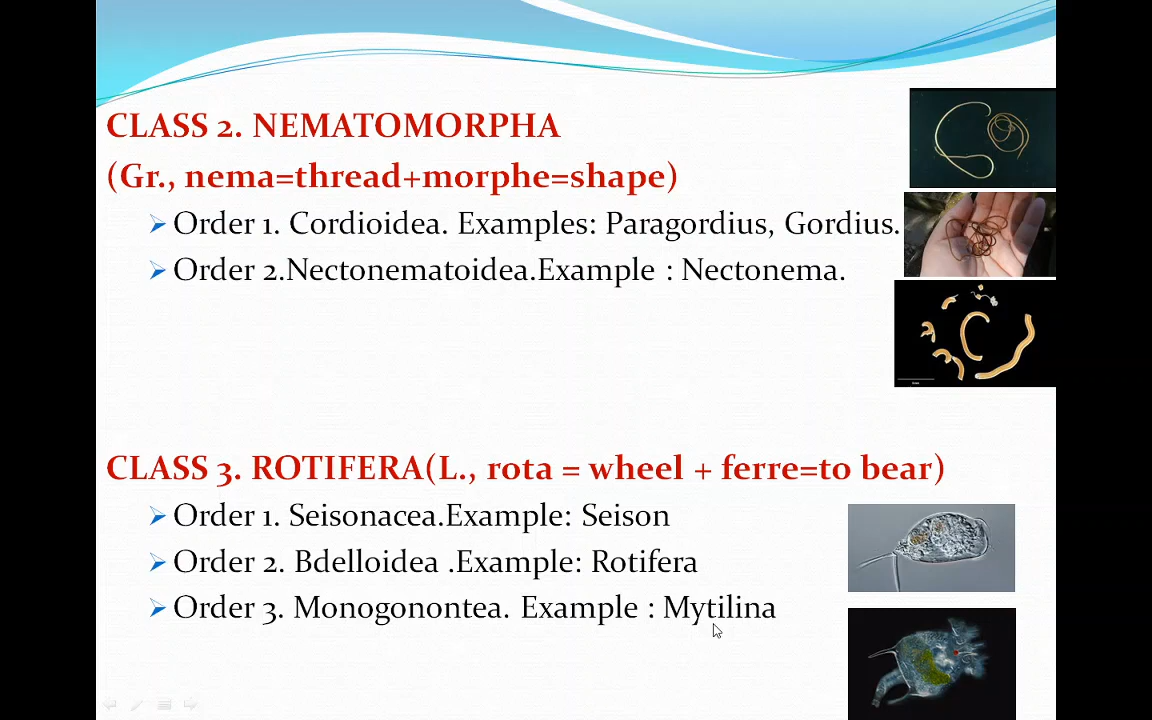 CLASS 2. NEMATOMORPHA
(Gr., nema=thread+morphe=shape)
Order 1. Cordioidea. Examples: Paragordius, Gordius.
Order 2.Nectonematoidea.Example : Nectonema.
CLASS 3. ROTIFERA(L., rota = wheel + ferre=to bear)
Order 1. Seisonacea.Example: Seison
Order 2. Bdelloidea .Example: Rotifera
Order 3. Monogonontea. Example : Mytilina